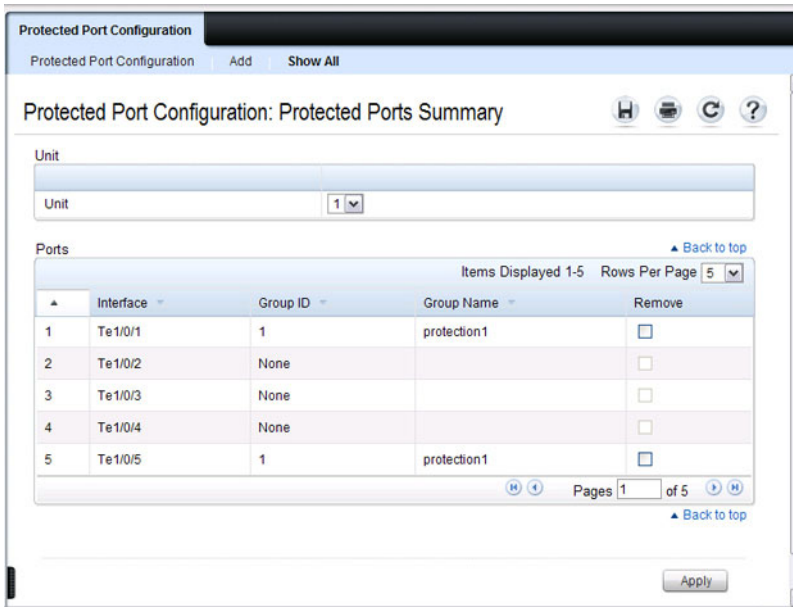 Protected Port Configuration
Protected Port Configuration Add Show All
Protected Port Configuration: Protected Ports Summary
Unit
Unit 1
Ports Back to top
Items Displayed 1-5 Rows Per Page 5
Interface Group ID Group Name Remove
1 Te1/0/1 1 protection1
2 Te1/0/2 None
3 Te1/0/3 None
4 Te1/0/4 None
5 Te1/0/5 1 protection1
Pages 1 of 5
Back to top
Apply